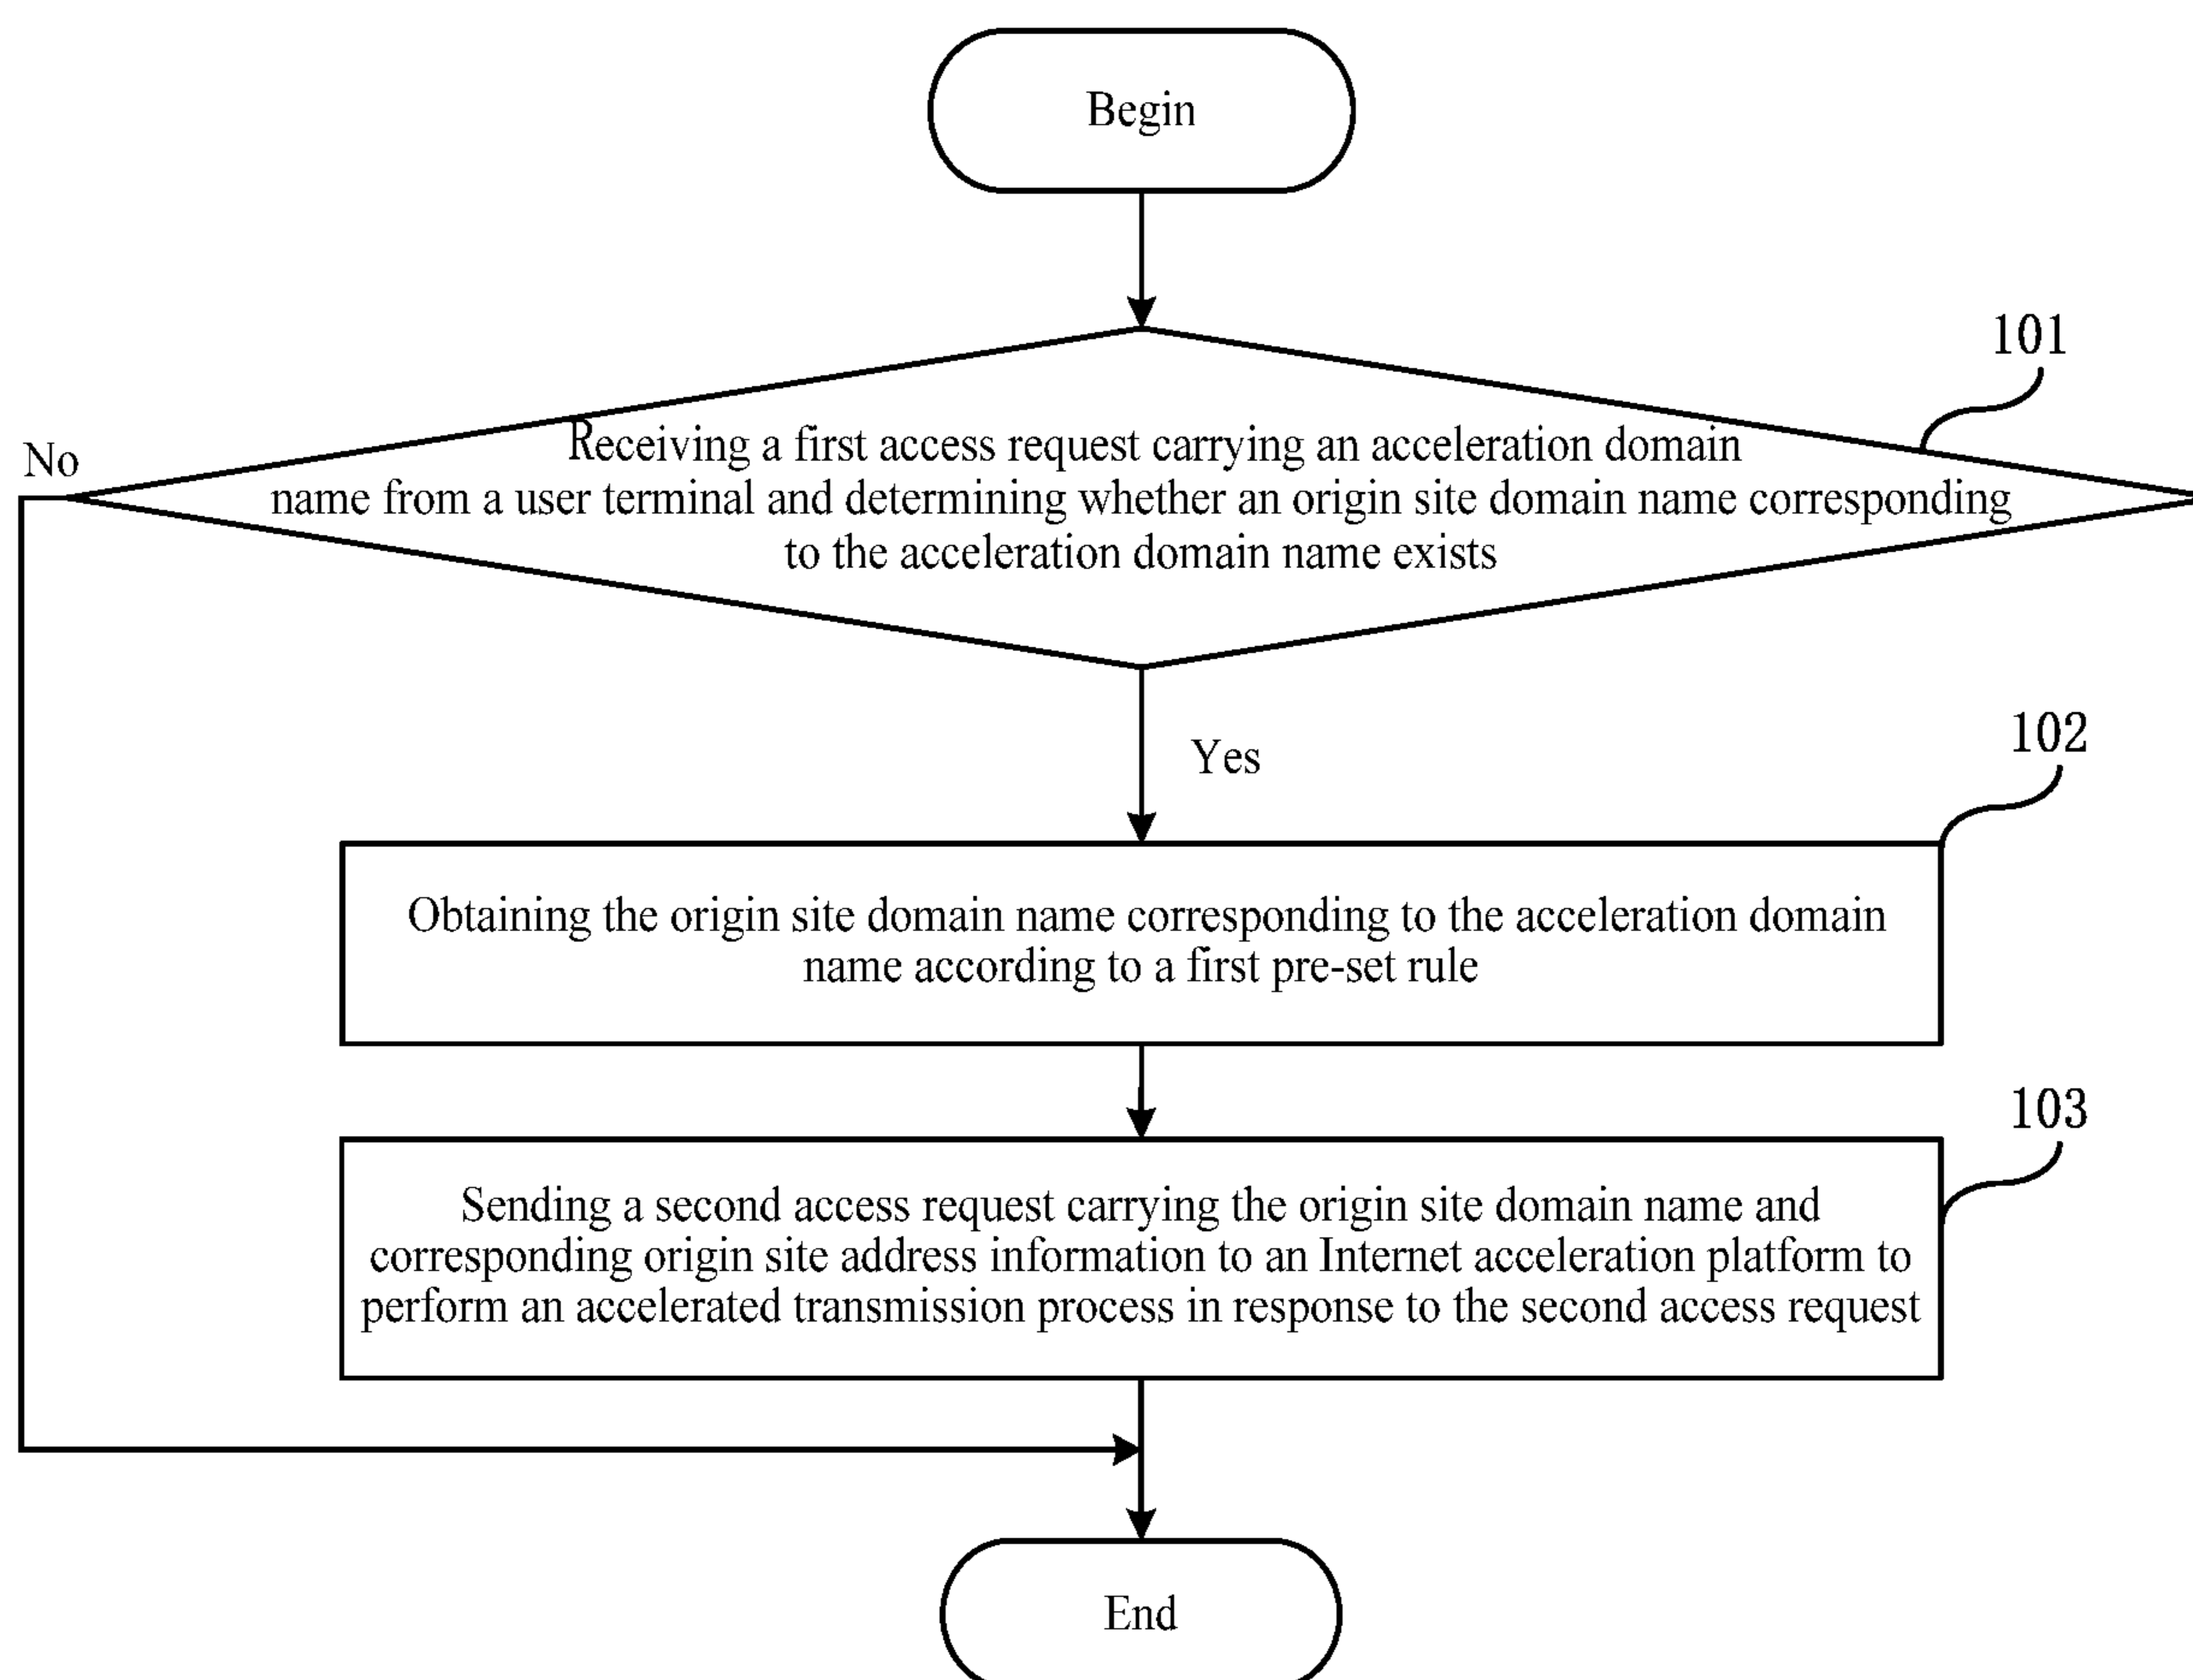 Begin
101
Receiving a first access request carrying an acceleration domain
No
name from a user terminal and determining whether an origin site domain name corresponding
to the acceleration domain name exists
Yes
102
Obtaining the origin site domain name corresponding to the acceleration domain
name according to a first pre-set rule
103
Sending a second access request carrying the origin site domain name and
corresponding origin site address information to an Internet acceleration platform to
perform an accelerated transmission process in response to the second access request
End